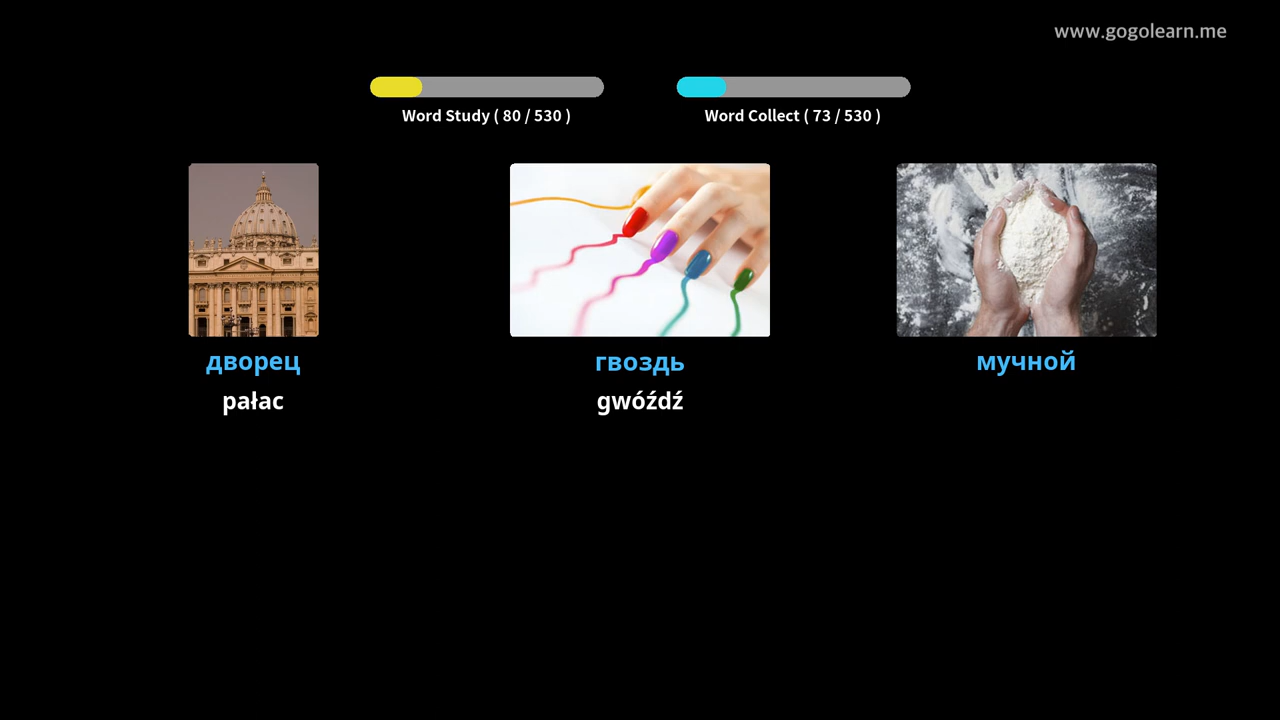 www.gogolearn.me
Word Study ( 80 / 530 )
Word Collect ( 73 / 530 )
дворец
pałac
гвоздь
gwóźdź
мучной